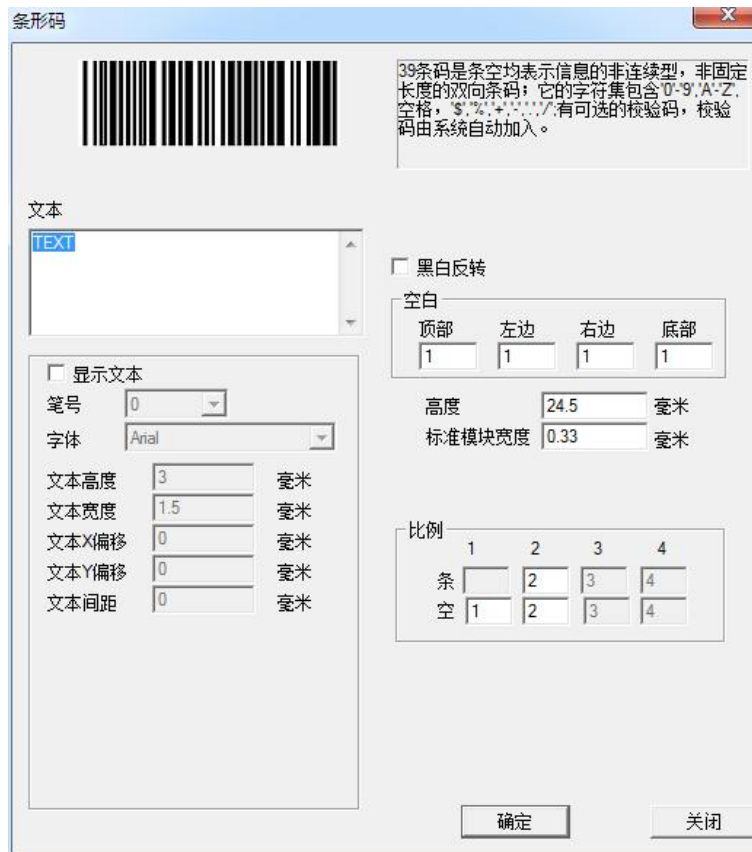 条形码
39条码是条空均表示信息的非连续型，非固定
长度的双向条码；它的字符集包含'0'-'9','A'-'Z',
空格，'$','%','+','-','.','/';有可选的校验码，校验
码由系统自动加入。
文本
TEXT
黑白反转
空白
顶部 左边 右边 底部
1 1 1 1
显示文本
笔号 0
字体 Arial
高度 24.5 毫米
标准模块宽度 0.33 毫米
文本高度 3 毫米
文本宽度 1.5 毫米
文本X偏移 0 毫米
文本Y偏移 0 毫米
文本间距 0 毫米
比例
1 2 3 4
条 2 3 4
空 1 2 3 4
确定 关闭